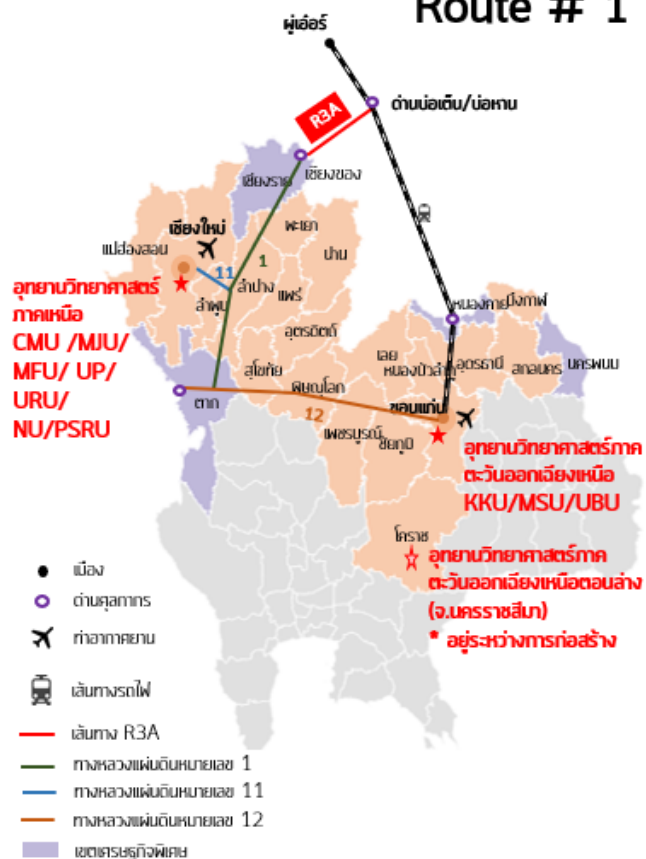 Route # 1
ผู่เอ๋อร์
ด่านบ่อเต็น/บ่อหาน
R3A
เชียงราย
เชียงของ
พะเยา
เชียงใหม่
น่าน
แม่ฮ่องสอน
1
11
ลำปาง
แพร่
ลำพูน
อุทยานวิทยาศาสตร์
ภาคเหนือ
CMU /MJU/
MFU/ UP/
URU/
NU/PSRU
อุตรดิตถ์
หนองคาย
บึงกาฬ
เลย
หนองบัวลำภู
อุดรธานี
สกลนคร
นครพนม
สุโขทัย
พิษณุโลก
ตาก
12
ขอนแก่น
เพชรบูรณ์
ชัยภูมิ
อุทยานวิทยาศาสตร์ภาค
ตะวันออกเฉียงเหนือ
KKU/MSU/UBU
โคราช
อุทยานวิทยาศาสตร์ภาค
ตะวันออกเฉียงเหนือตอนล่าง
(จ.นครราชสีมา)
* อยู่ระหว่างการก่อสร้าง
เมือง
ด่านศุลกากร
ท่าอากาศยาน
เส้นทางรถไฟ
เส้นทาง R3A
ทางหลวงแผ่นดินหมายเลข 1
ทางหลวงแผ่นดินหมายเลข 11
ทางหลวงแผ่นดินหมายเลข 12
เขตเศรษฐกิจพิเศษ